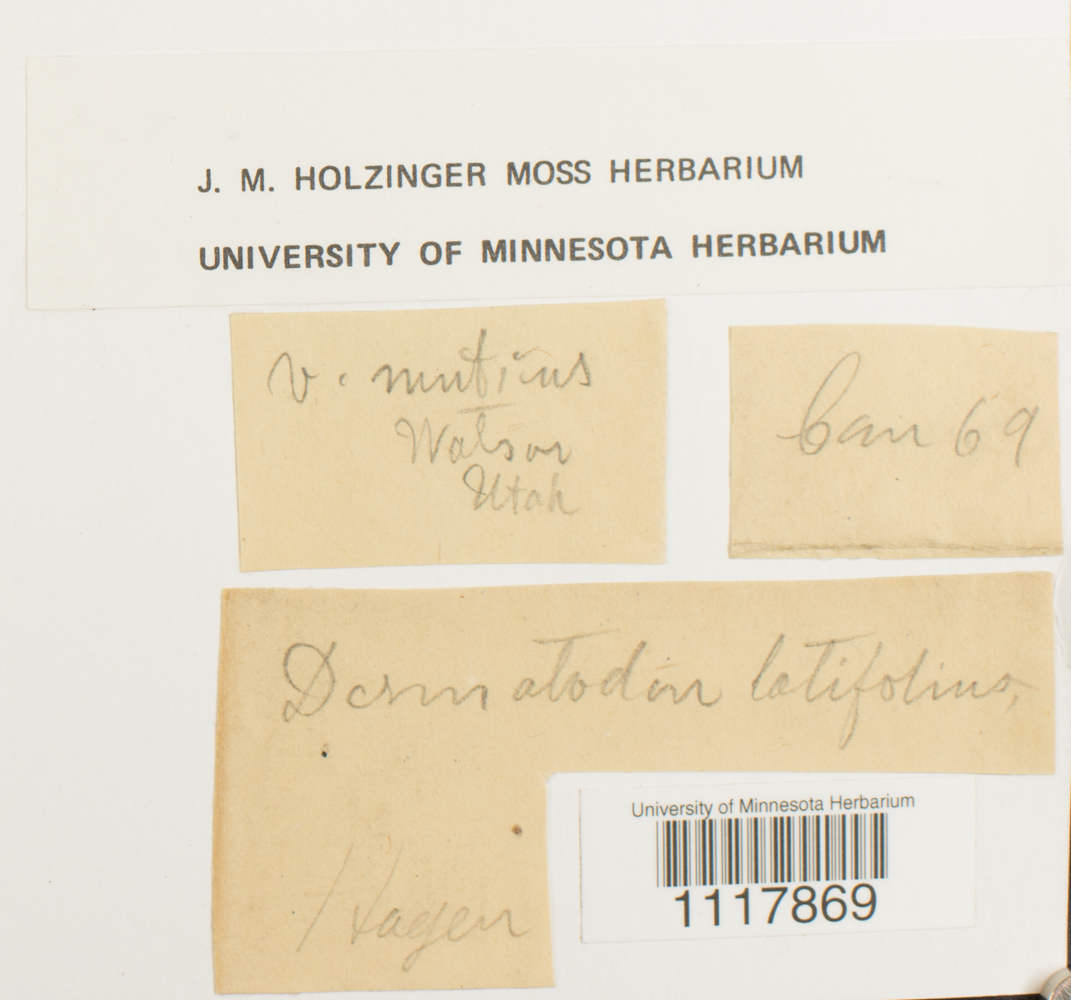 J. M. HOLZINGER MOSS HERBARIUM
UNIVERSITY OF MINNESOTA HERBARIUM
v. muticus
Watson
Utah
Can 69
Desmatodon latifolius,
Hagen
University of Minnesota Herbarium
1117869